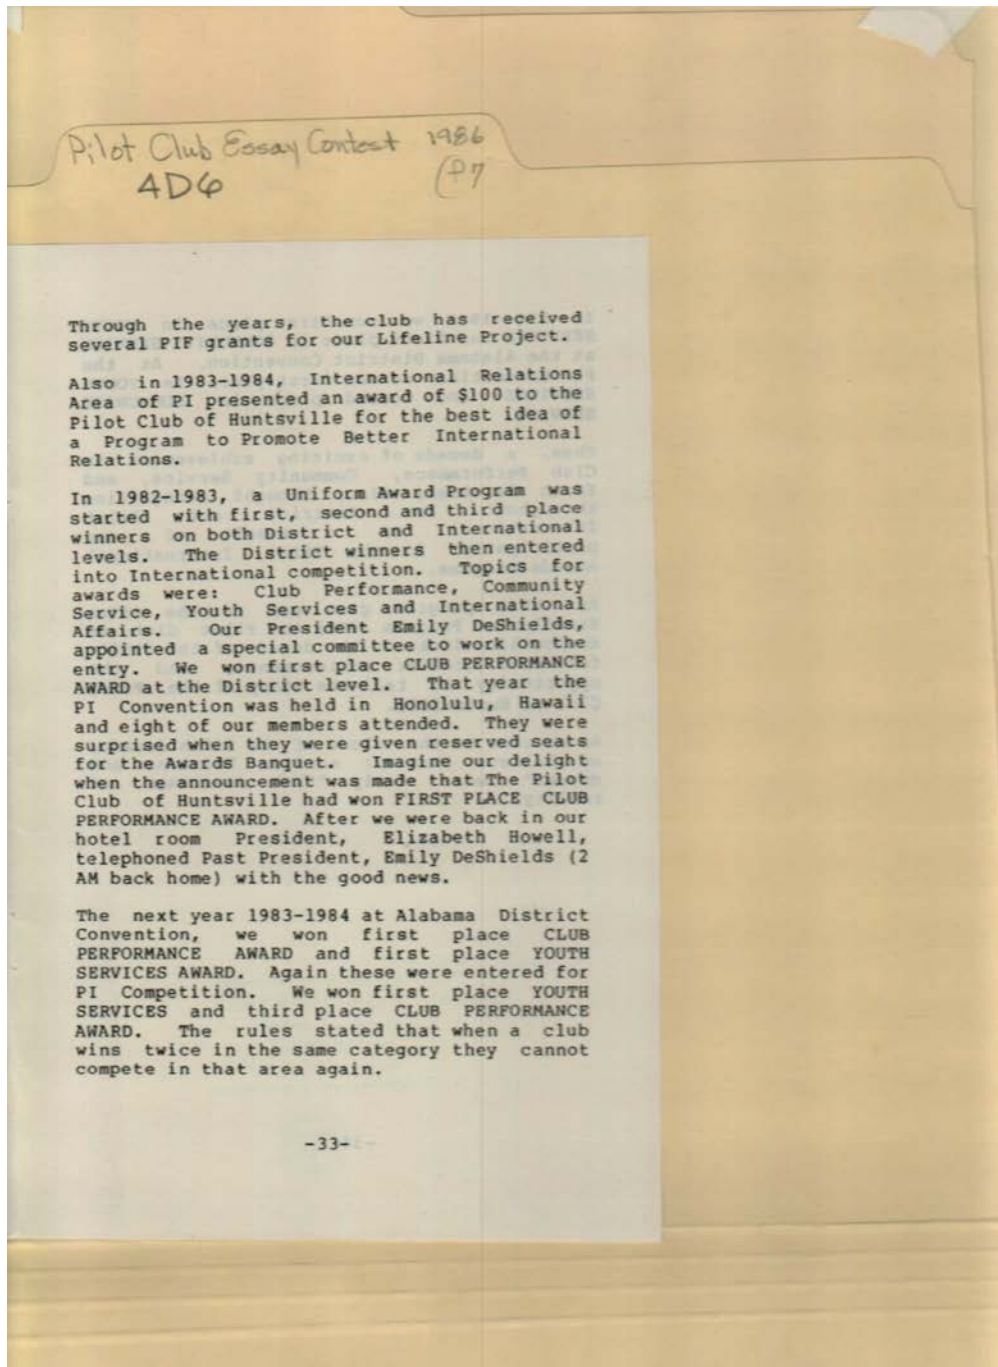 Pilot Club Essay Contest 1986
4D6 (P7
Through the years, the club has received
several PIF grants for our Lifeline Project.
Also in 1983-1984, International Relations
Area of PI presented an award of $100 to the
Pilot Club of Huntsville for the best idea of
a Program to Promote Better International
Relations.
In 1982-1983, a Uniform Award Program was
started with first, second and third place
winners on both District and International
levels. The District winners then entered
into International competition. Topics for
awards were: Club Performance, Community
Service, Youth Services and International
Affairs. Our President Emily DeShields,
appointed a special committee to work on the
entry. We won first place CLUB PERFORMANCE
AWARD at the District level. That year the
PI Convention was held in Honolulu, Hawaii
and eight of our members attended. They were
surprised when they were given reserved seats
for the Awards Banquet. Imagine our delight
when the announcement was made that The Pilot
Club of Huntsville had won FIRST PLACE CLUB
PERFORMANCE AWARD. After we were back in our
hotel room President, Elizabeth Howell,
telephoned Past President, Emily DeShields (2
AM back home) with the good news.
The next year 1983-1984 at Alabama District
Convention, we won first place CLUB
PERFORMANCE AWARD and first place YOUTH
SERVICES AWARD. Again these were entered for
PI Competition. We won first place YOUTH
SERVICES and third place CLUB PERFORMANCE
AWARD. The rules stated that when a club
wins twice in the same category they cannot
compete in that area again.
-33-